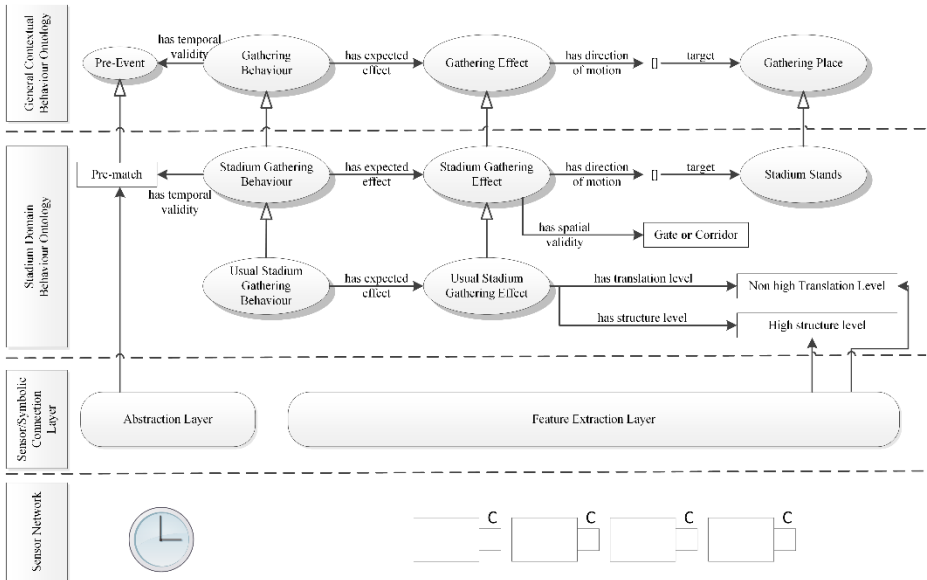 General Contextual
Behaviour Ontology
Pre-Event
has temporal
validity
Gathering
Behaviour
has expected
effect
Gathering Effect
has direction
of motion
[]
target
Gathering Place
Stadium Domain
Behaviour Ontology
Pre-match
has temporal
validity
Stadium Gathering
Behaviour
has expected
effect
Stadium Gathering
Effect
has direction
of motion
[]
target
Stadium Stands
has spatial
validity
Gate or Corridor
Usual Stadium
Gathering
Behaviour
has expected
effect
Usual Stadium
Gathering Effect
has translation level
Non high Translation Level
has structure level
High structure level
Sensor/Symbolic
Connection
Layer
Abstraction Layer
Feature Extraction Layer
Sensor Network
C
C
C
C